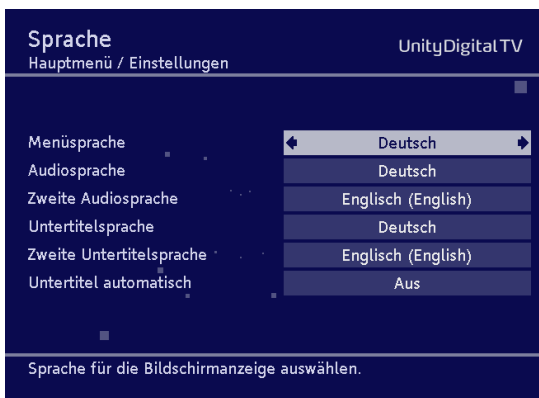 Sprache
UnityDigitalTV
Hauptmenü / Einstellungen
Menüsprache Deutsch
Audiosprache Deutsch
Zweite Audiosprache Englisch (English)
Untertitelsprache Deutsch
Zweite Untertitelsprache Englisch (English)
Untertitel automatisch Aus
Sprache für die Bildschirmanzeige auswählen.